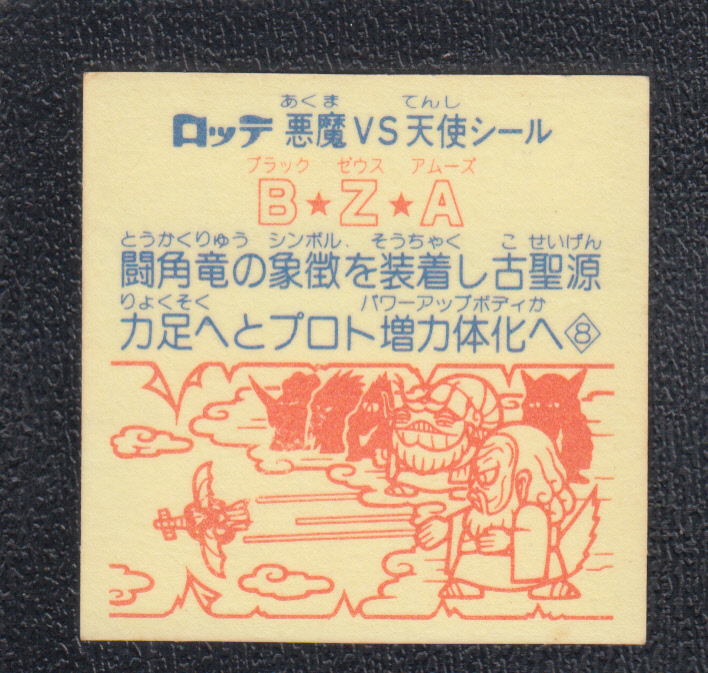 あくま てんし
ロッテ 悪魔VS天使シール
ブラック ゼウス アムーズ
B★Z★A
とうかくりゅう シンボル、 そうちゃく こ せいげん
闘角竜の象徴を装着し古聖源
りょくそく パワーアップボディか
力足へとプロト増力体化へ 8